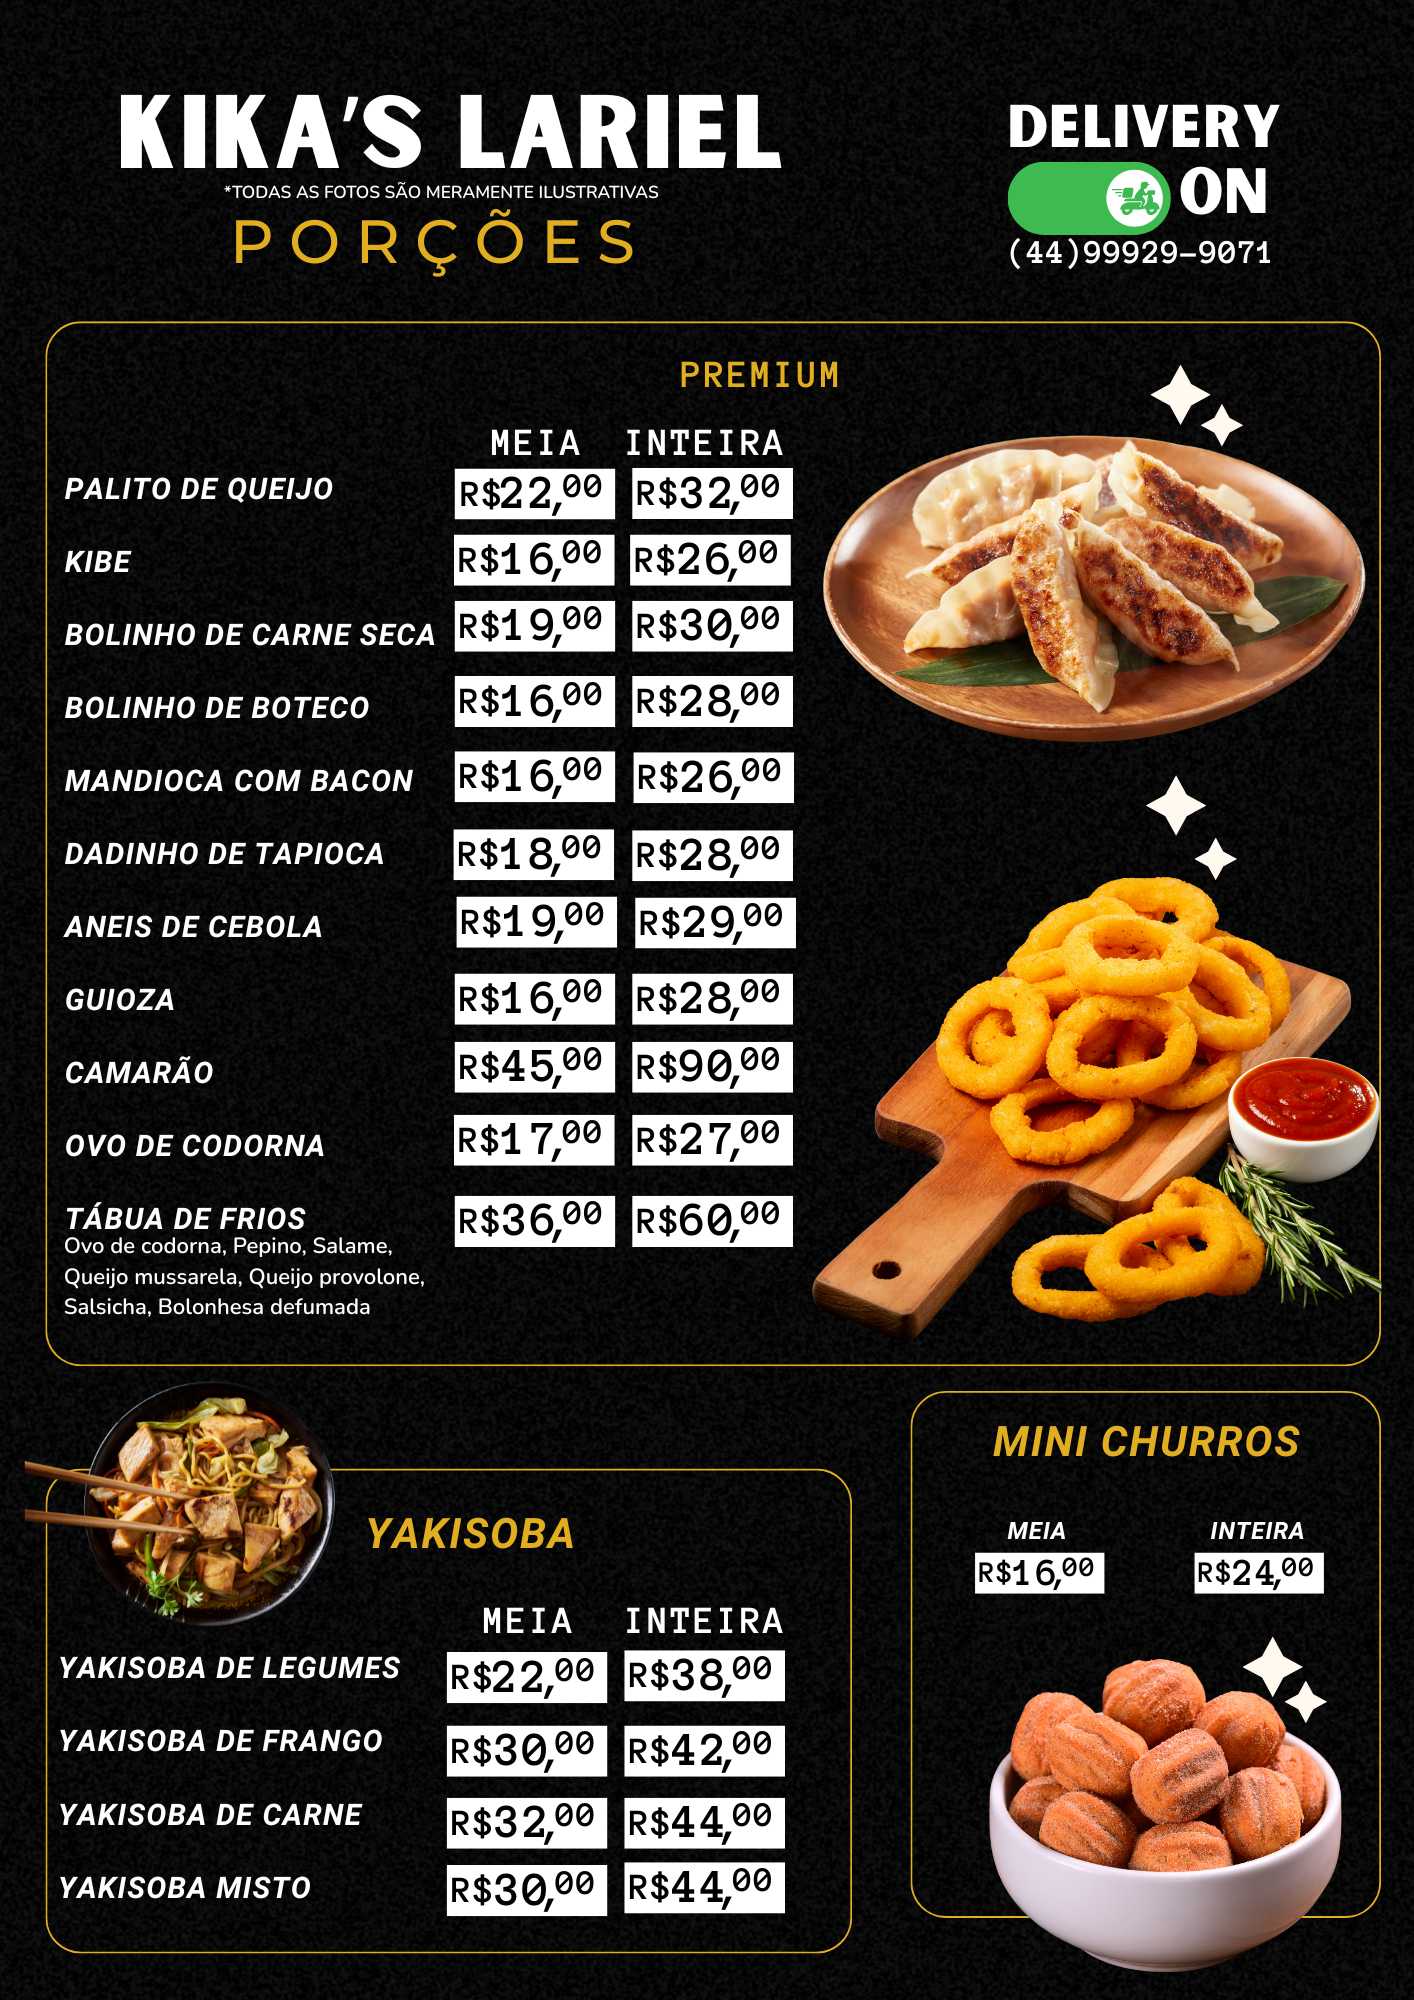 KIKA'S LARIEL
*TODAS AS FOTOS SÃO MERAMENTE ILUSTRATIVAS
PORÇÕES
DELIVERY
ON
(44)99929-9071
PREMIUM
MEIA INTEIRA
PALITO DE QUEIJO R$22,00 R$32,00
KIBE R$16,00 R$26,00
BOLINHO DE CARNE SECA R$19,00 R$30,00
BOLINHO DE BOTECO R$16,00 R$28,00
MANDIOCA COM BACON R$16,00 R$26,00
DADINHO DE TAPIOCA R$18,00 R$28,00
ANEIS DE CEBOLA R$19,00 R$29,00
GUIOZA R$16,00 R$28,00
CAMARÃO R$45,00 R$90,00
OVO DE CODORNA R$17,00 R$27,00
TÁBUA DE FRIOS R$36,00 R$60,00
Ovo de codorna, Pepino, Salame,
Queijo mussarela, Queijo provolone,
Salsicha, Bolonhesa defumada
YAKISOBA
MEIA INTEIRA
YAKISOBA DE LEGUMES R$22,00 R$38,00
YAKISOBA DE FRANGO R$30,00 R$42,00
YAKISOBA DE CARNE R$32,00 R$44,00
YAKISOBA MISTO R$30,00 R$44,00
MINI CHURROS
MEIA INTEIRA
R$16,00 R$24,00